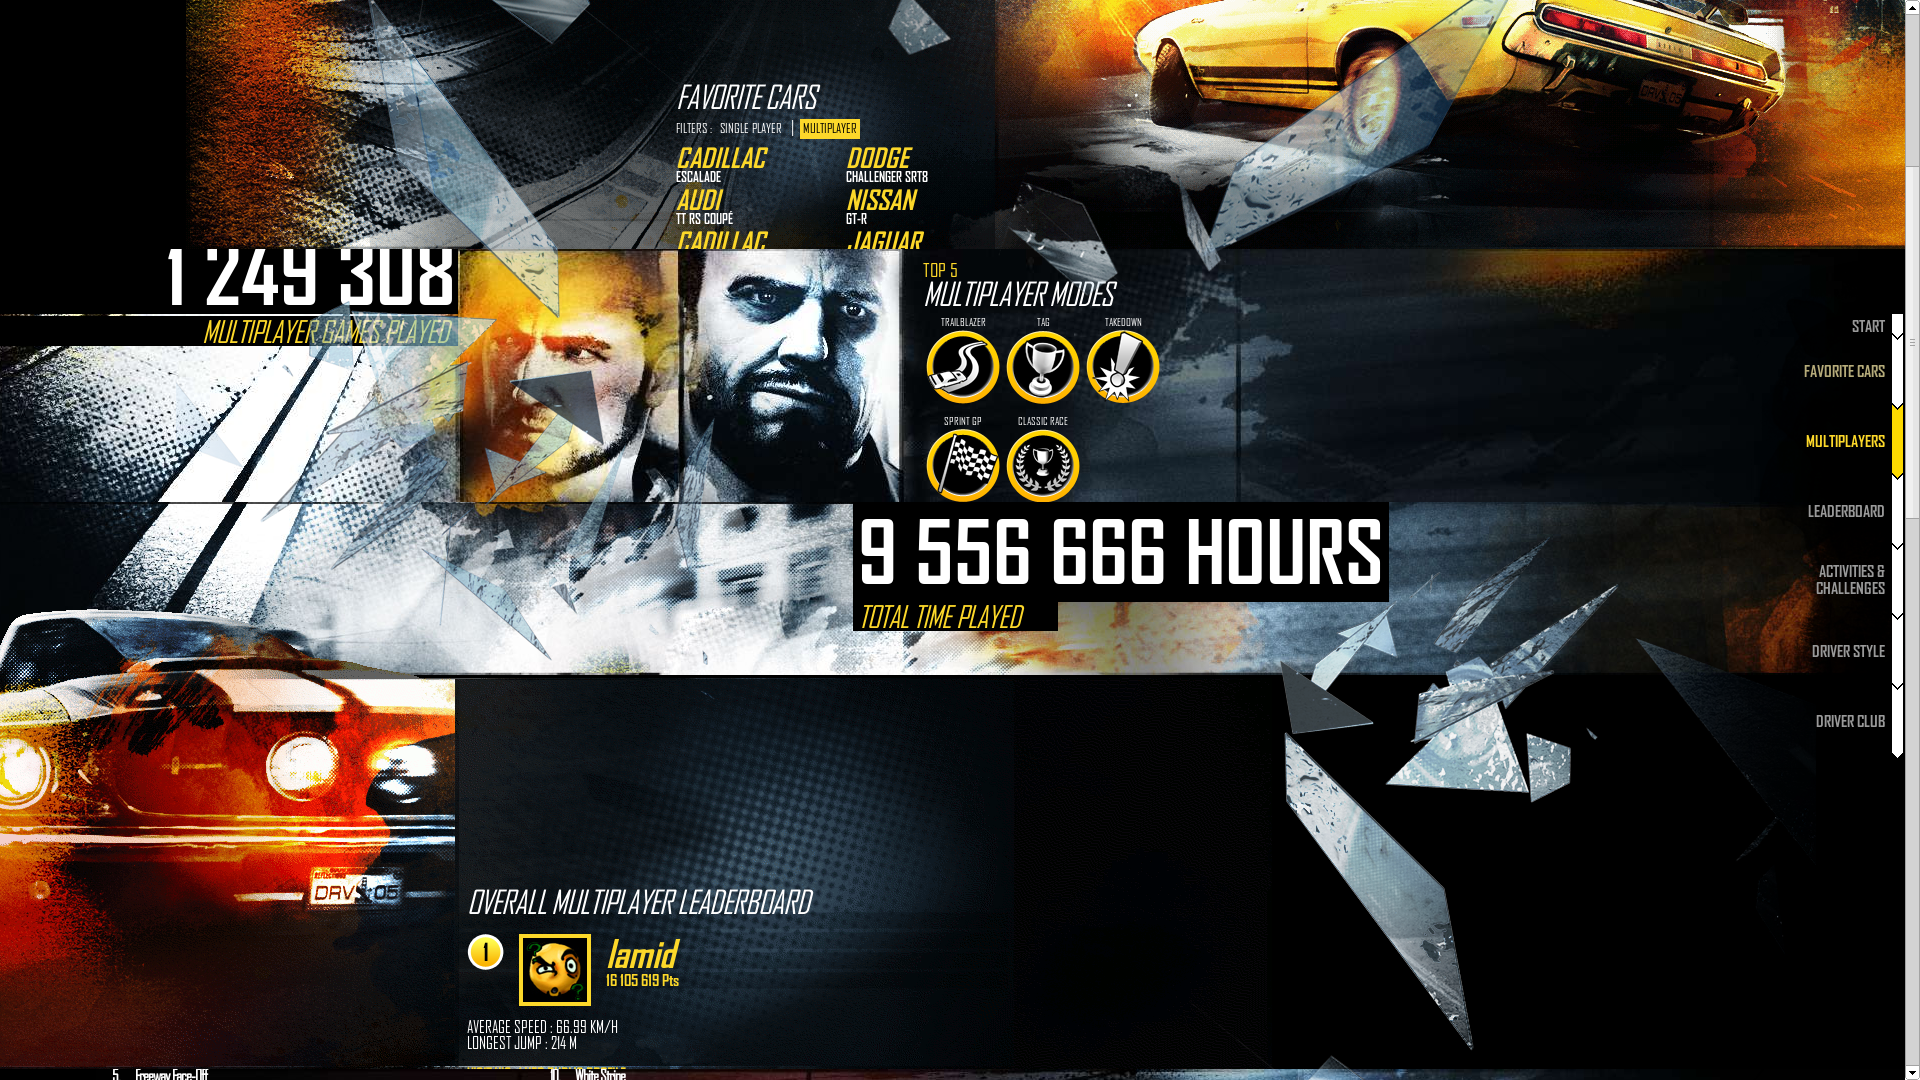 FAVORITE CARS
FILTERS : SINGLE PLAYER | MULTIPLAYER
CADILLAC
ESCALADE
DODGE
CHALLENGER SRT8
AUDI
TT RS COUPÉ
NISSAN
GT-R
CADILLAC
JAGUAR
1 249 308
MULTIPLAYER GAMES PLAYED
TOP 5
MULTIPLAYER MODES
TRAILBLAZER
TAG
TAKEDOWN
SPRINT GP
CLASSIC RACE
9 556 666 HOURS
TOTAL TIME PLAYED
START
FAVORITE CARS
MULTIPLAYERS
LEADERBOARD
ACTIVITIES &
CHALLENGES
DRIVER STYLE
DRIVER CLUB
DRV 05
OVERALL MULTIPLAYER LEADERBOARD
1
lamid
16 105 619 Pts
AVERAGE SPEED : 66.99 KM/H
LONGEST JUMP : 214 M
5 Freeway Face-Off
10 White Stripe